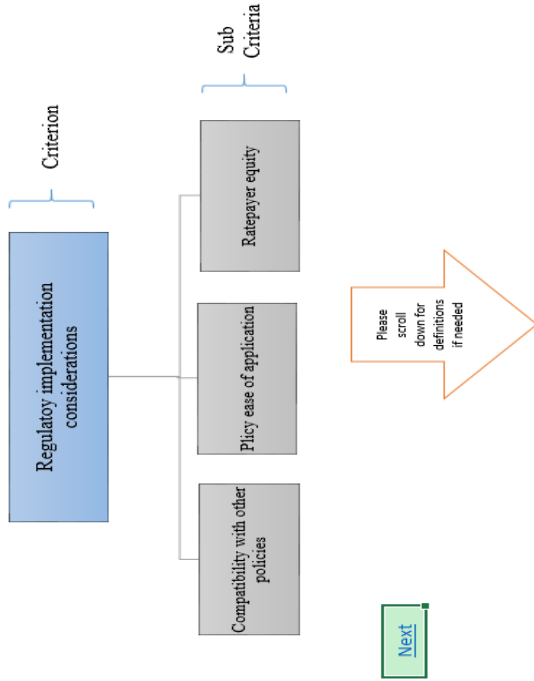 Criterion
Regulatoy implementation
considerations
Sub
Criteria
Compatibility with other
policies
Plicy ease of application
Ratepayer equity
Please
scroll
down for
definitions
if needed
Next